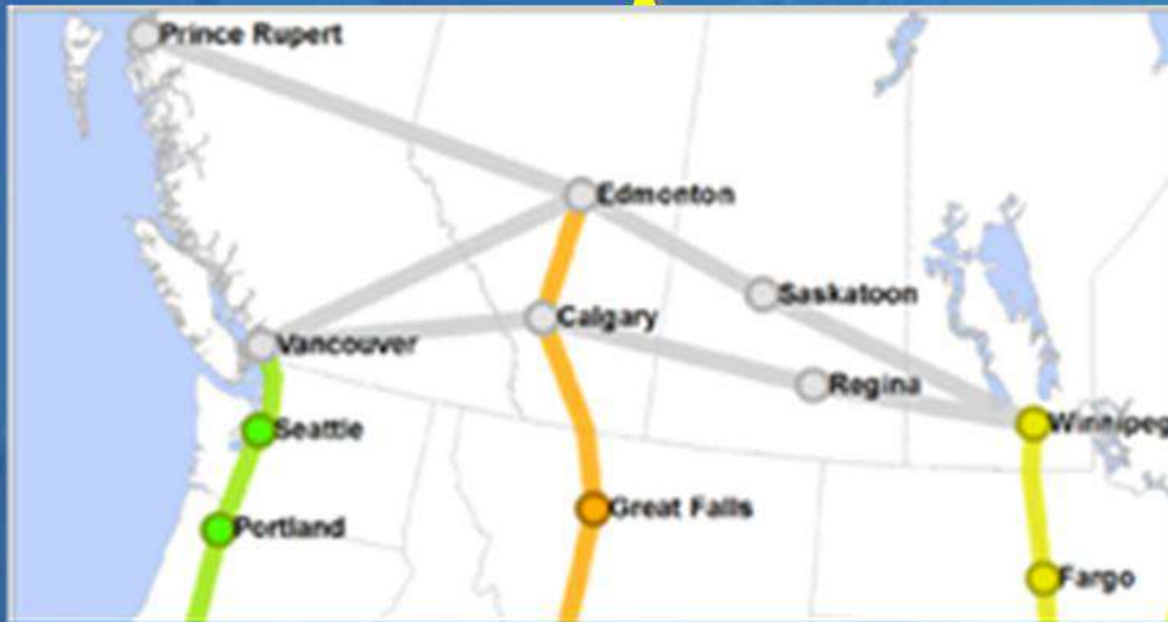 Prince Rupert
Edmonton
Saskatoon
Calgary
Vancouver
Regina
Winnipeg
Seattle
Great Falls
Portland
Fargo